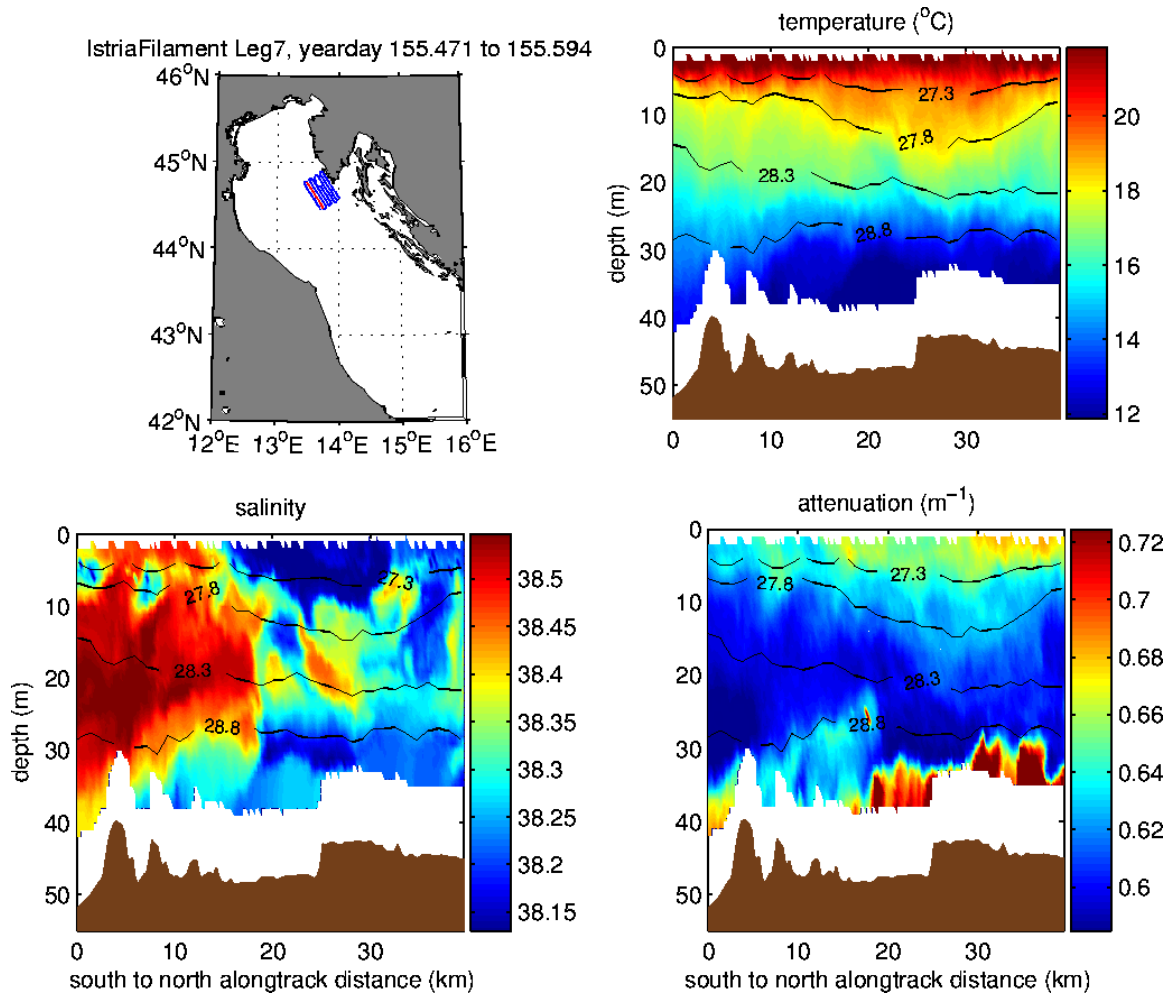 IstriaFilament Leg7, yearday 155.471 to 155.594
46°N
45°N
44°N
43°N
42°N
12°E 13°E 14°E 15°E 16°E
temperature (°C)
0
10
20
30
40
50
depth (m)
27.3
27.8
28.3
28.8
0 10 20 30
20
18
16
14
12
salinity
0
10
20
30
40
50
depth (m)
27.8
27.3
28.3
28.8
0 10 20 30
south to north alongtrack distance (km)
38.5
38.45
38.4
38.35
38.3
38.25
38.2
38.15
attenuation (m⁻¹)
0
10
20
30
40
50
27.8
27.3
28.3
28.8
0 10 20 30
south to north alongtrack distance (km)
0.72
0.7
0.68
0.66
0.64
0.62
0.6